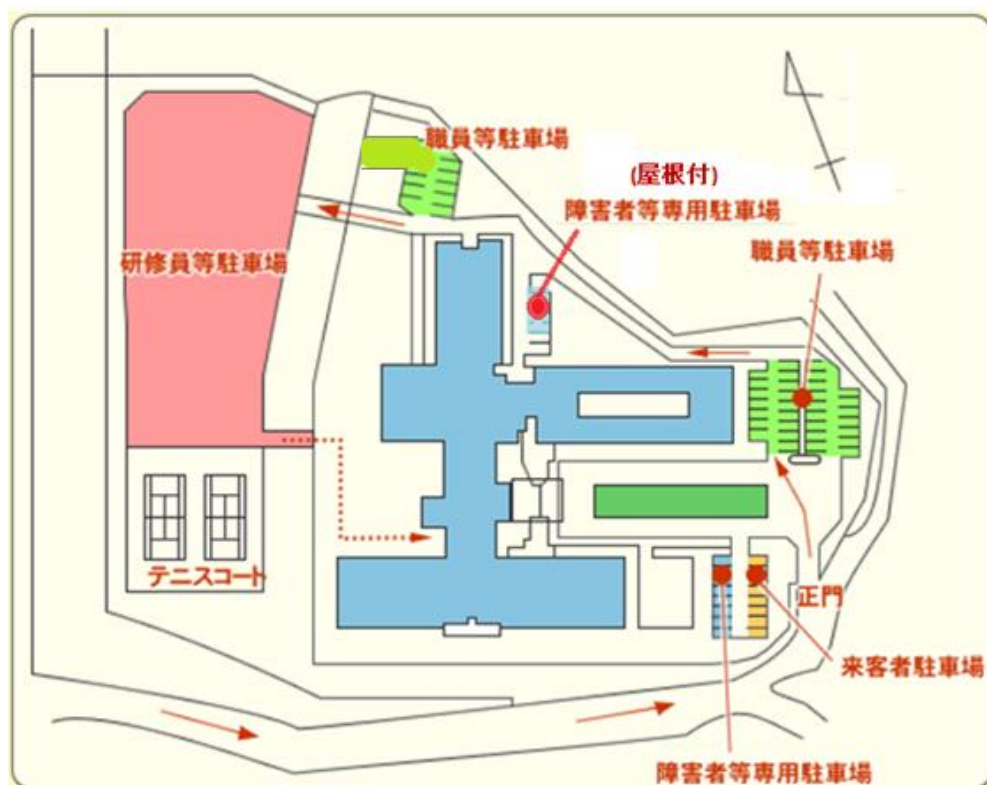 職員等駐車場
(屋根付)
障害者等専用駐車場
職員等駐車場
研修員等駐車場
テニスコート
正門
来客者駐車場
障害者等専用駐車場